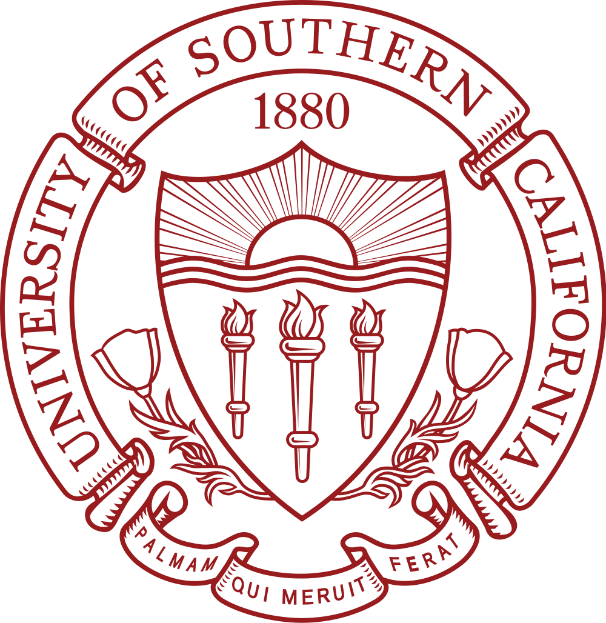 UNIVERSITY OF SOUTHERN CALIFORNIA
1880
PALMAM QUI MERUIT FERAT